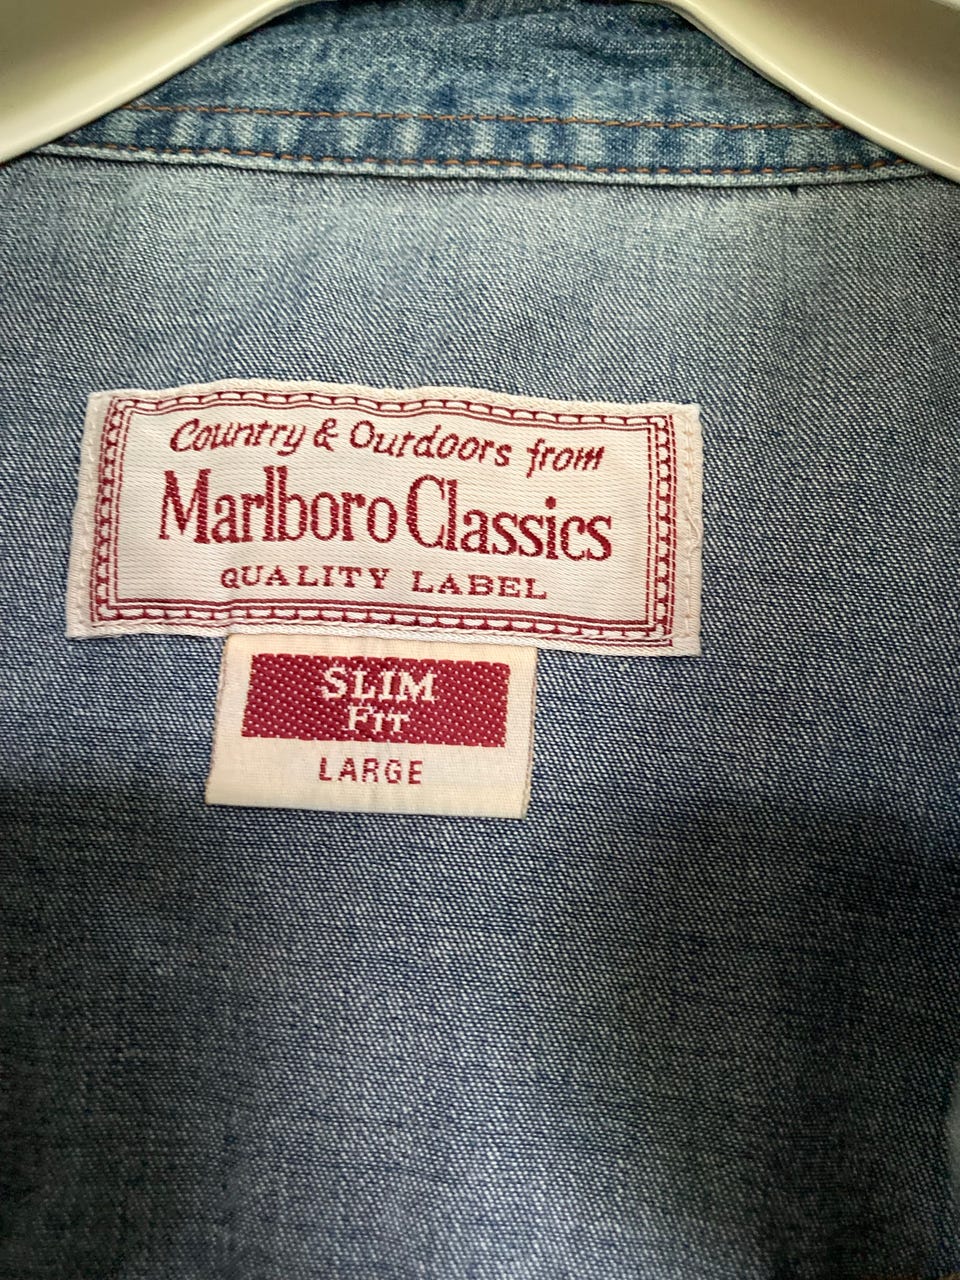 Country & Outdoors from
Marlboro Classics
QUALITY LABEL
SLIM
FIT
LARGE